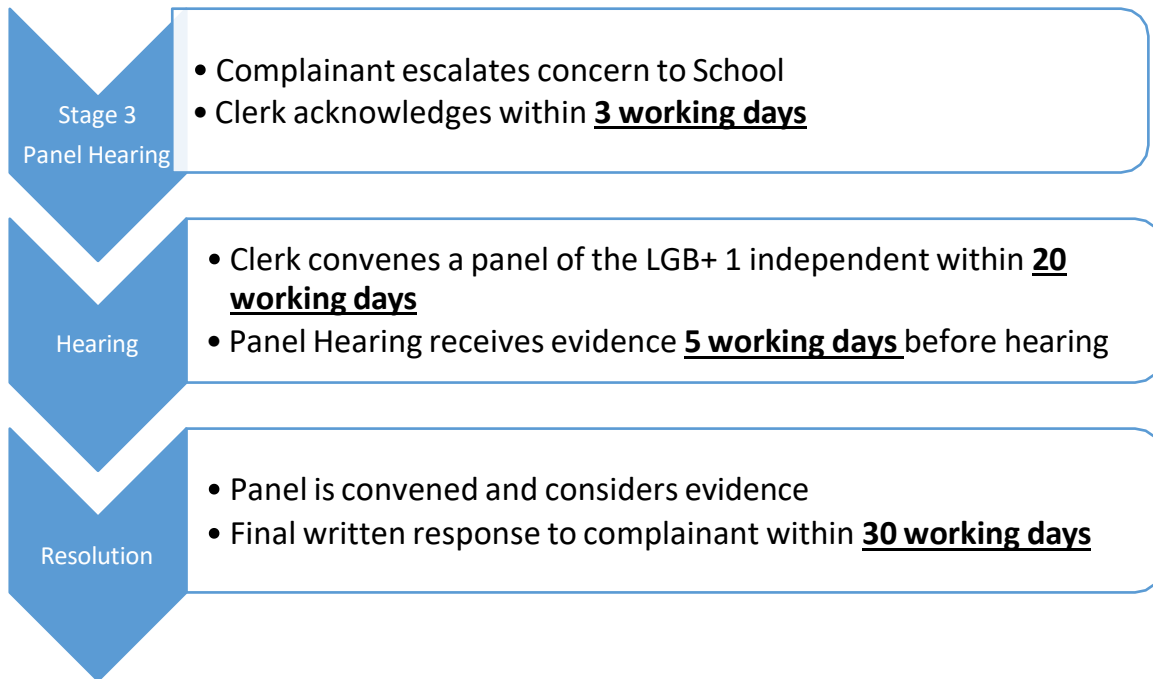 Stage 3
Panel Hearing
• Complainant escalates concern to School
• Clerk acknowledges within 3 working days
Hearing
• Clerk convenes a panel of the LGB+ 1 independent within 20
working days
• Panel Hearing receives evidence 5 working days before hearing
Resolution
• Panel is convened and considers evidence
• Final written response to complainant within 30 working days